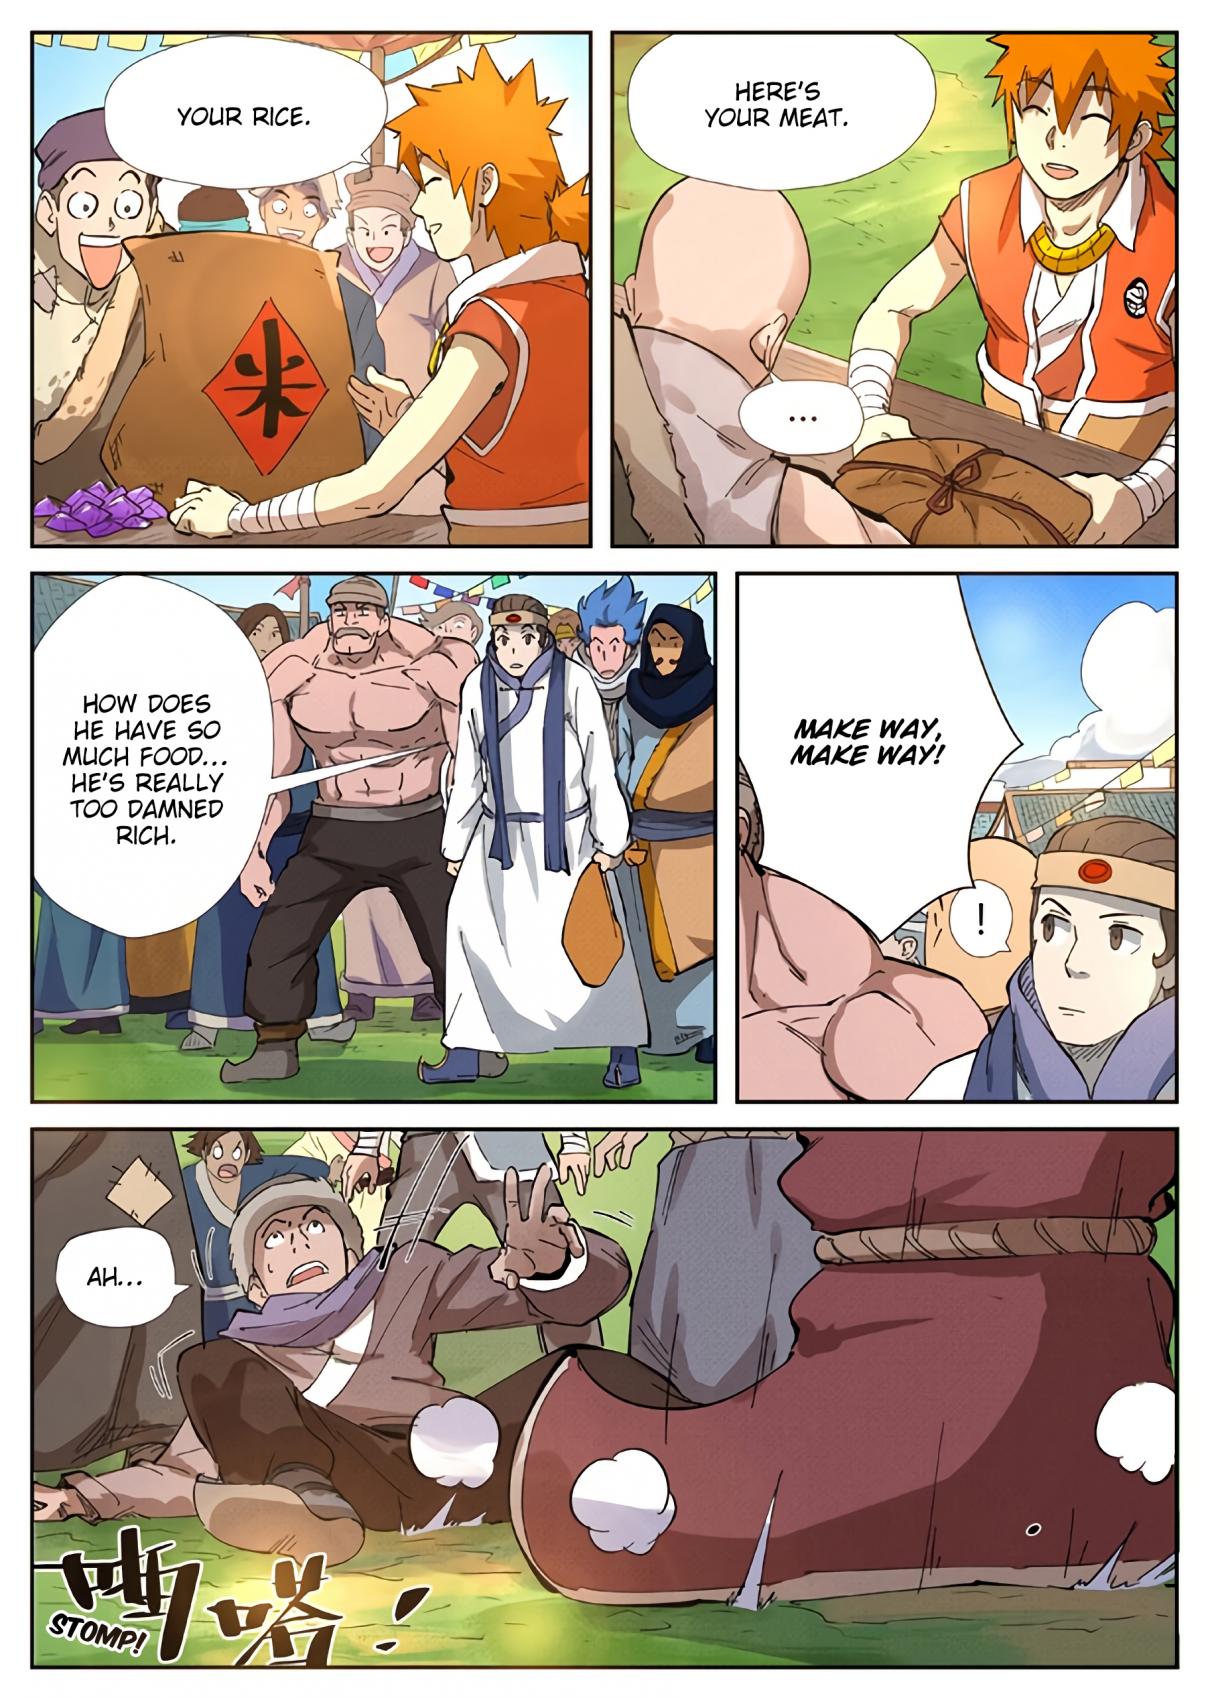 YOUR RICE.
米
HERE'S
YOUR MEAT.
...
HOW DOES
HE HAVE SO
MUCH FOOD...
HE'S REALLY
TOO DAMNED
RICH.
MAKE WAY,
MAKE WAY!
!
AH...
STOMP!
嗒!